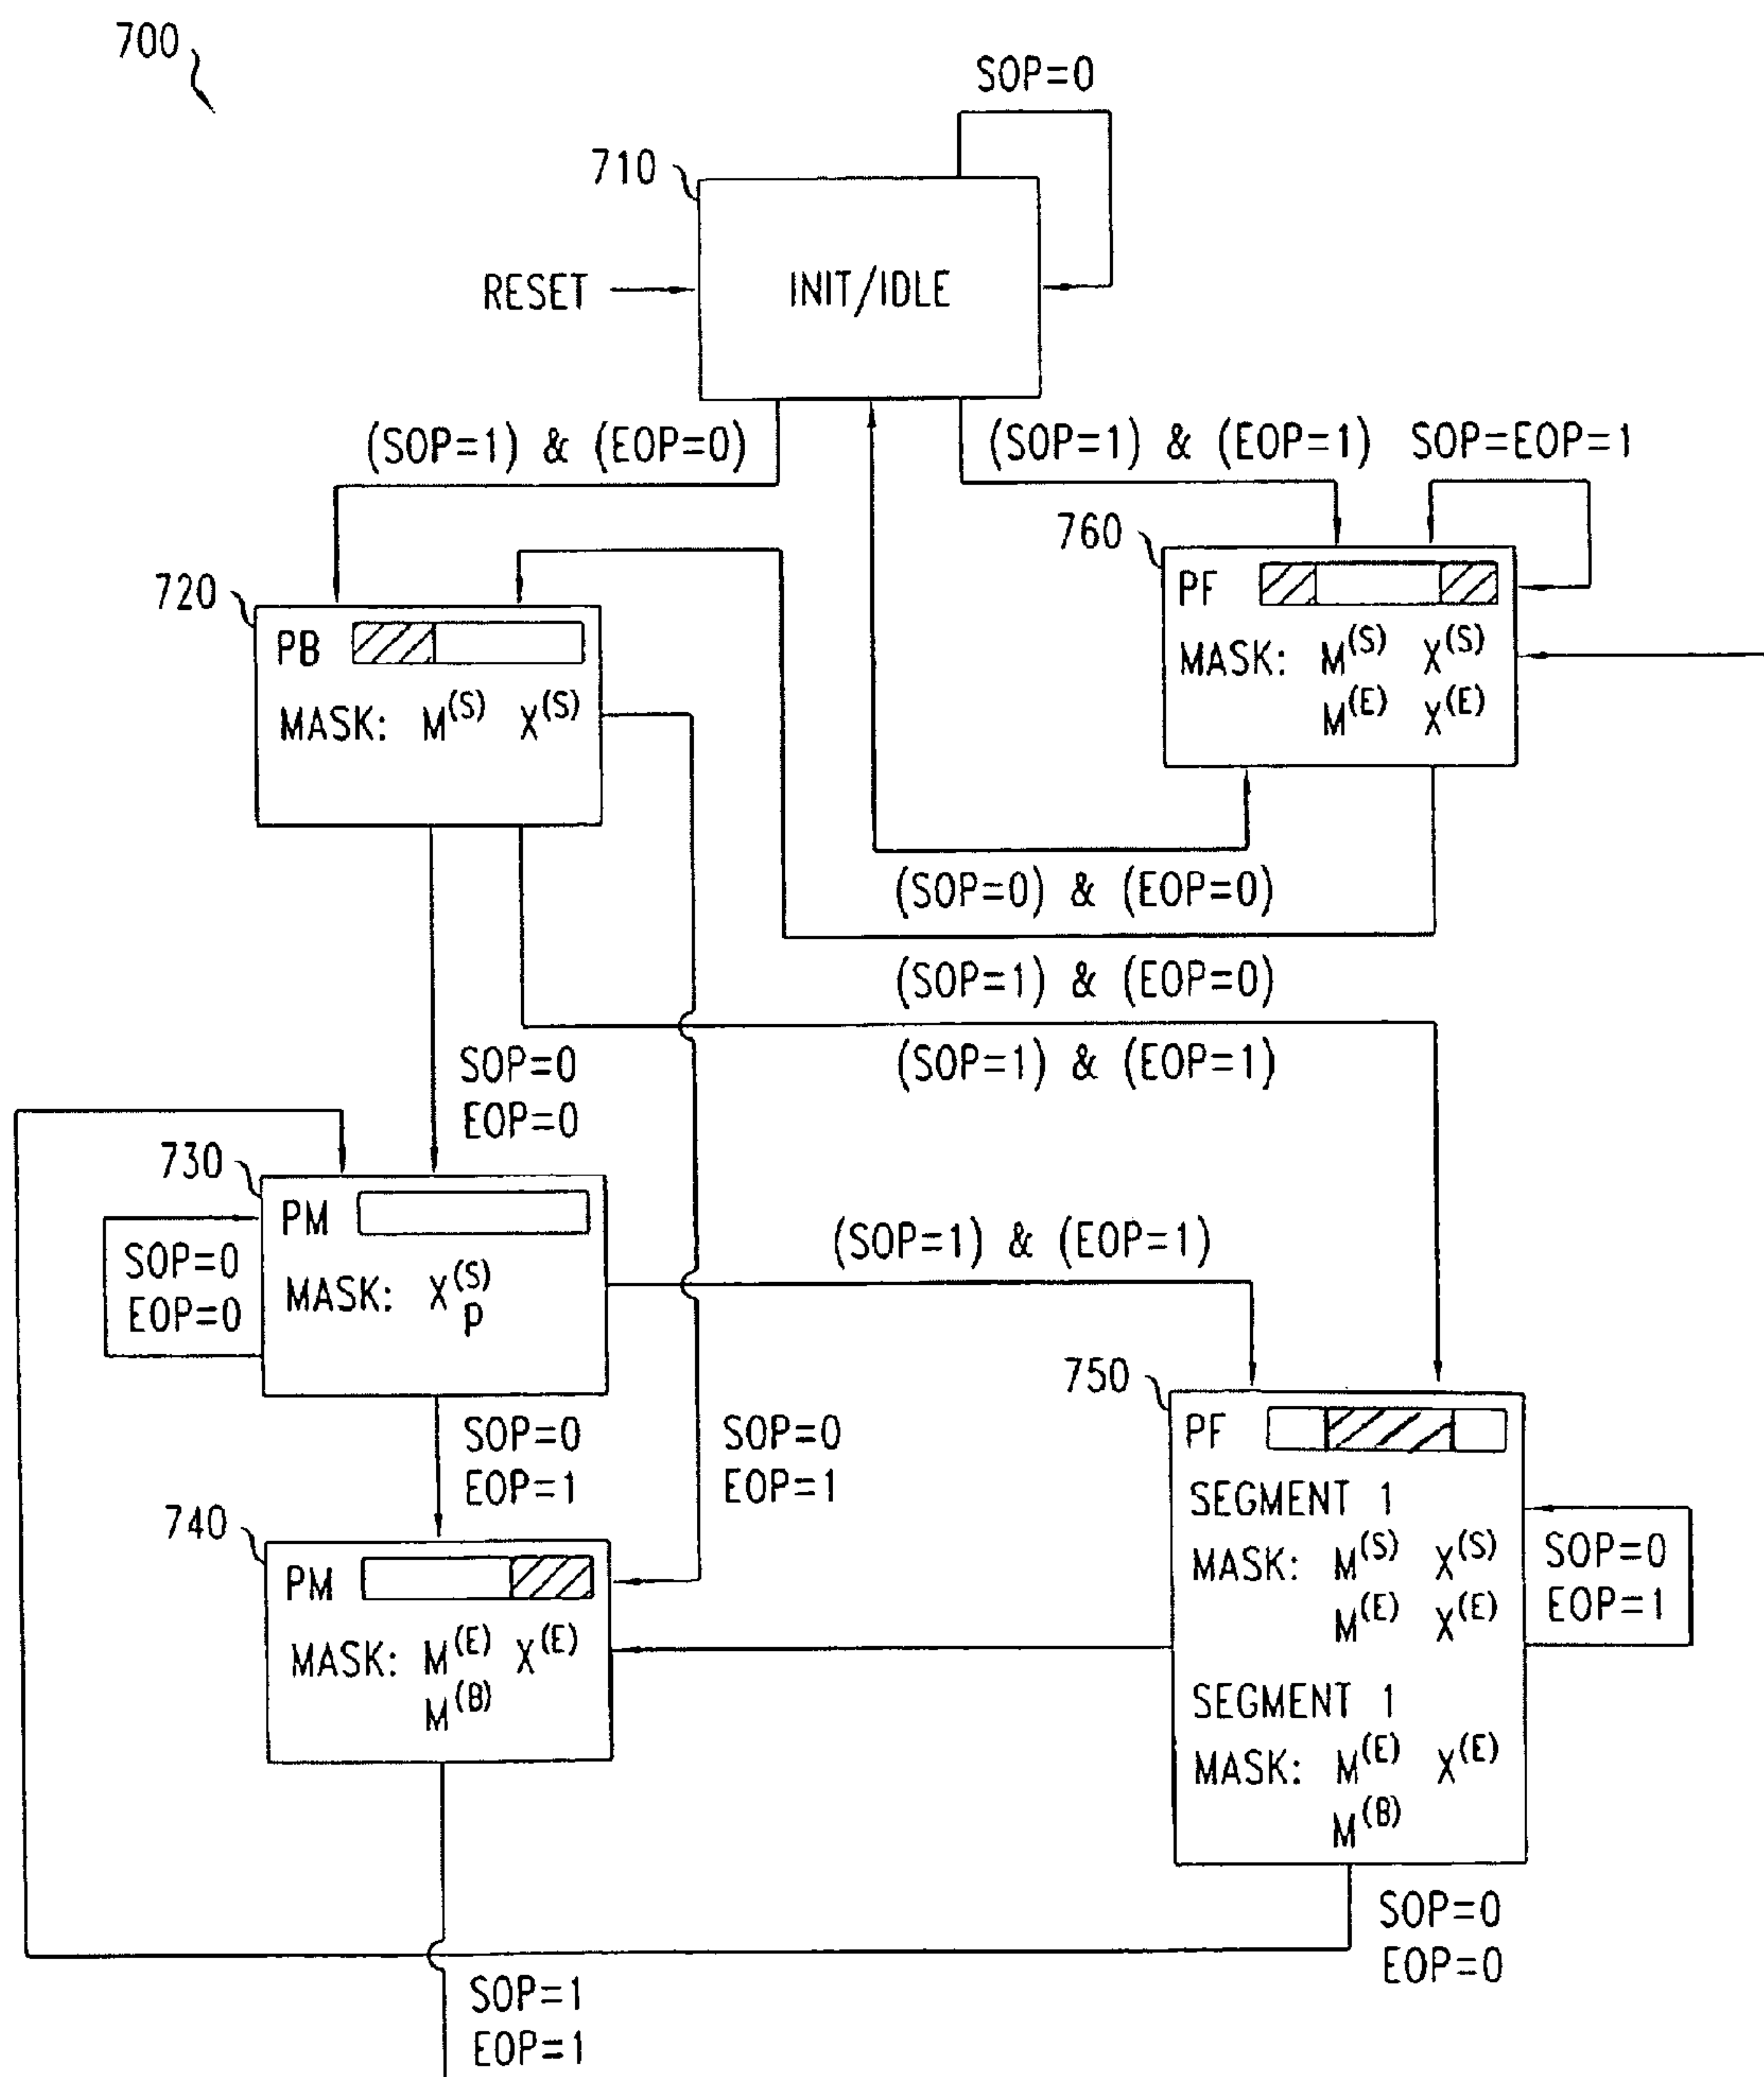 700
SOP=0
710
RESET
INIT/IDLE
(SOP=1) & (EOP=0)
(SOP=1) & (EOP=1)
SOP=EOP=1
720
PB
MASK: M(S) X(S)
760
PF
MASK: M(S) X(S)
M(E) X(E)
(SOP=0) & (EOP=0)
(SOP=1) & (EOP=0)
(SOP=1) & (EOP=1)
SOP=0
EOP=0
730
PM
MASK: X(S)
p
SOP=0
EOP=0
(SOP=1) & (EOP=1)
SOP=0
EOP=1
SOP=0
EOP=1
740
PM
MASK: M(E) X(E)
M(B)
750
PF
SEGMENT 1
MASK: M(S) X(S)
M(E) X(E)
SEGMENT 1
MASK: M(E) X(E)
M(B)
SOP=0
EOP=1
SOP=0
EOP=0
SOP=1
EOP=1